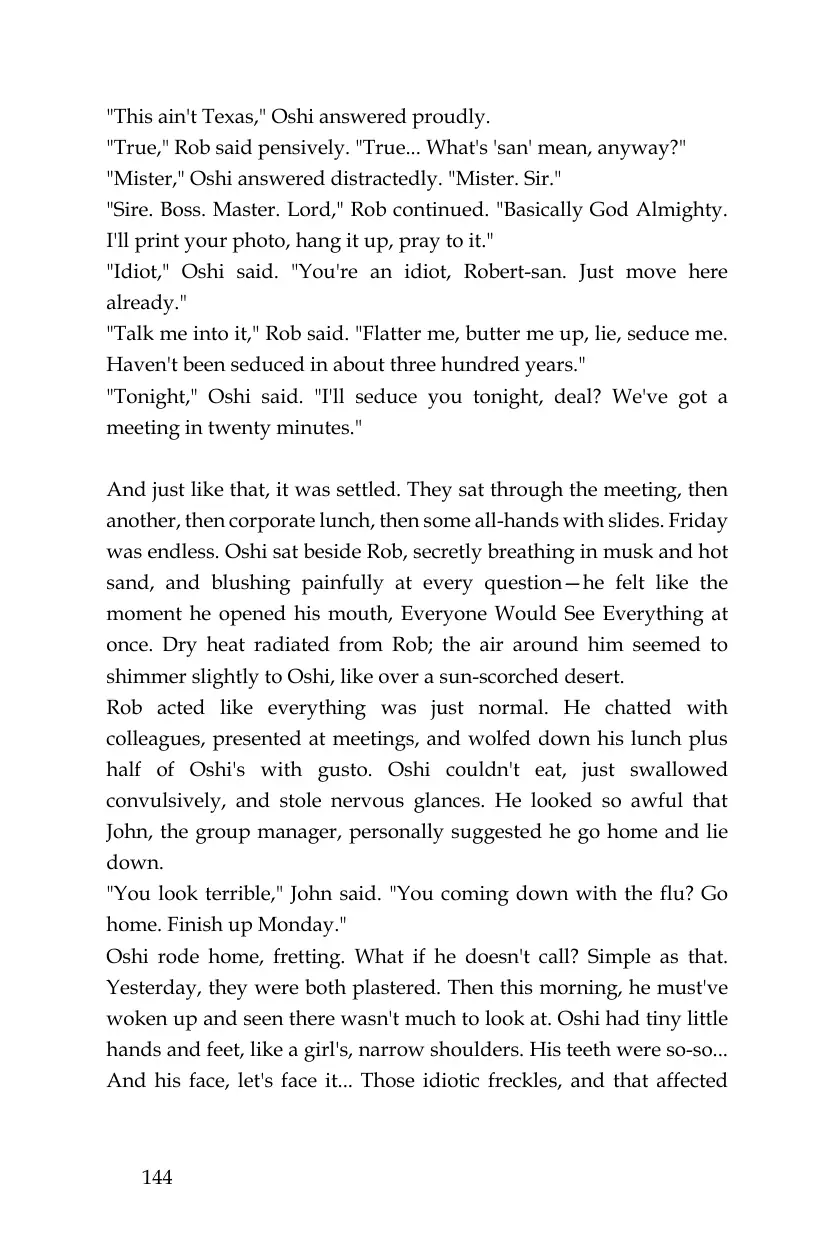 "This ain't Texas," Oshi answered proudly.
"True," Rob said pensively. "True... What's 'san' mean, anyway?"
"Mister," Oshi answered distractedly. "Mister. Sir."
"Sire. Boss. Master. Lord," Rob continued. "Basically God Almighty.
I'll print your photo, hang it up, pray to it."
"Idiot," Oshi said. "You're an idiot, Robert-san. Just move here
already."
"Talk me into it," Rob said. "Flatter me, butter me up, lie, seduce me.
Haven't been seduced in about three hundred years."
"Tonight," Oshi said. "I'll seduce you tonight, deal? We've got a
meeting in twenty minutes."
And just like that, it was settled. They sat through the meeting, then
another, then corporate lunch, then some all-hands with slides. Friday
was endless. Oshi sat beside Rob, secretly breathing in musk and hot
sand, and blushing painfully at every question—he felt like the
moment he opened his mouth, Everyone Would See Everything at
once. Dry heat radiated from Rob; the air around him seemed to
shimmer slightly to Oshi, like over a sun-scorched desert.
Rob acted like everything was just normal. He chatted with
colleagues, presented at meetings, and wolfed down his lunch plus
half of Oshi's with gusto. Oshi couldn't eat, just swallowed
convulsively, and stole nervous glances. He looked so awful that
John, the group manager, personally suggested he go home and lie
down.
"You look terrible," John said. "You coming down with the flu? Go
home. Finish up Monday."
Oshi rode home, fretting. What if he doesn't call? Simple as that.
Yesterday, they were both plastered. Then this morning, he must've
woken up and seen there wasn't much to look at. Oshi had tiny little
hands and feet, like a girl's, narrow shoulders. His teeth were so-so...
And his face, let's face it... Those idiotic freckles, and that affected
144